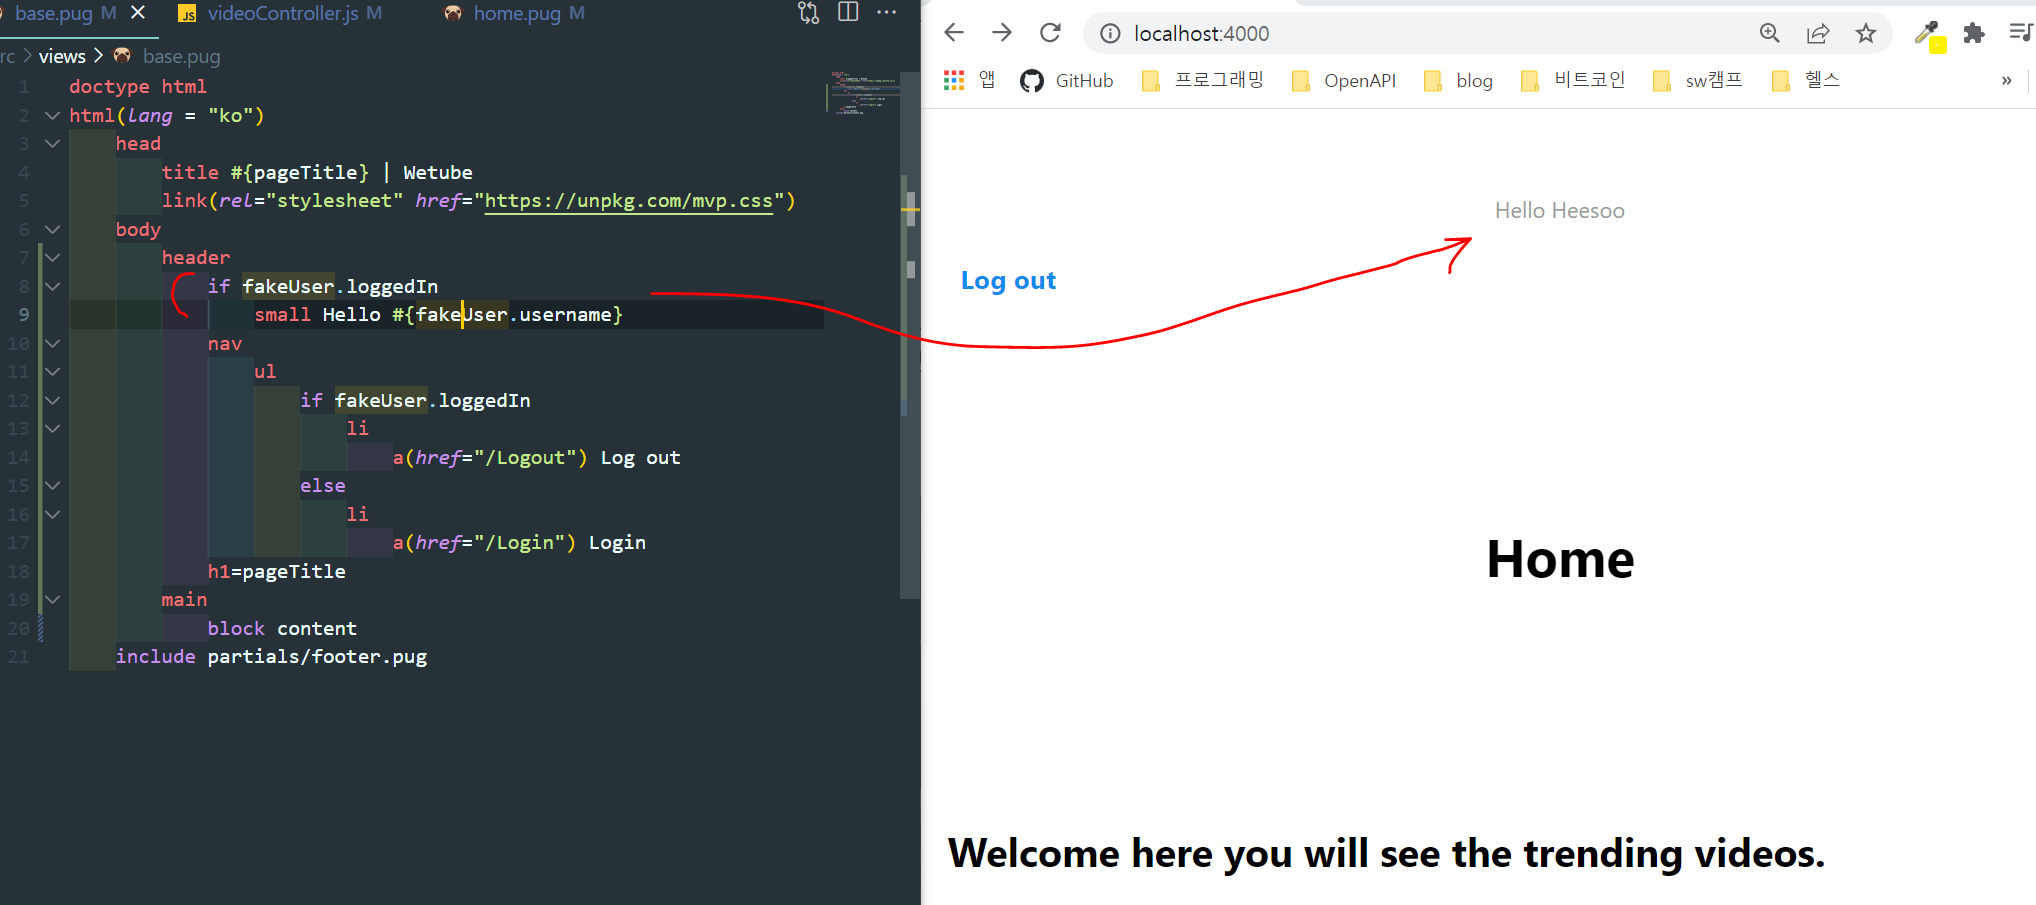 base.pug M videoController.js M home.pug M
rc > views > base.pug
1 doctype html
2 html(lang = "ko")
3 head
4 title #{pageTitle} | Wetube
5 link(rel="stylesheet" href="https://unpkg.com/mvp.css")
6 body
7 header
8 if fakeUser.loggedIn
9 small Hello #{fakeUser.username}
10 nav
11 ul
12 if fakeUser.loggedIn
13 li
14 a(href="/Logout") Log out
15 else
16 li
17 a(href="/Login") Login
18 h1=pageTitle
19 main
20 block content
21 include partials/footer.pug
localhost:4000
앱 GitHub 프로그래밍 OpenAPI blog 비트코인 sw캠프 헬스 »
Hello Heesoo
Log out
Home
Welcome here you will see the trending videos.